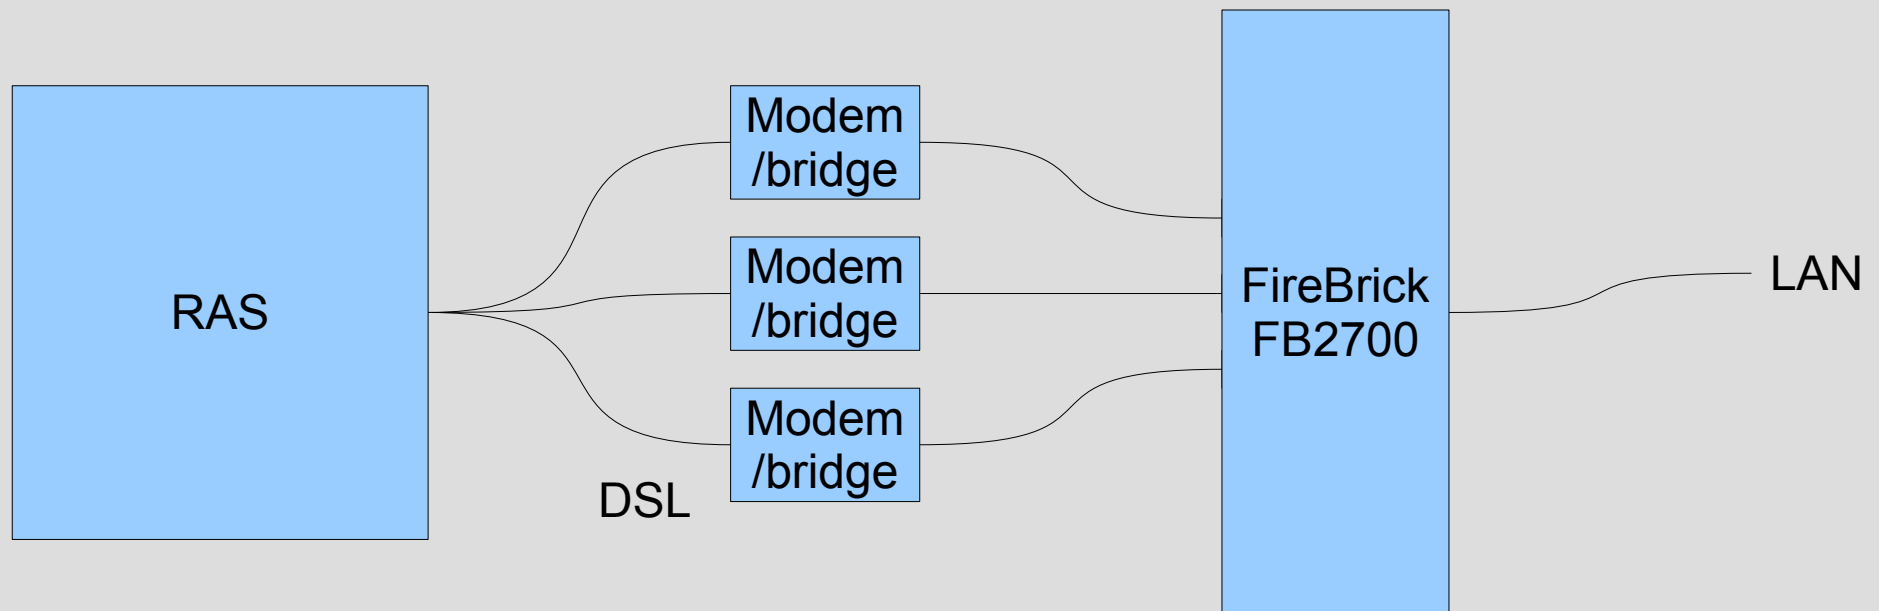 RAS
Modem
/bridge
Modem
/bridge
Modem
/bridge
DSL
FireBrick
FB2700
LAN